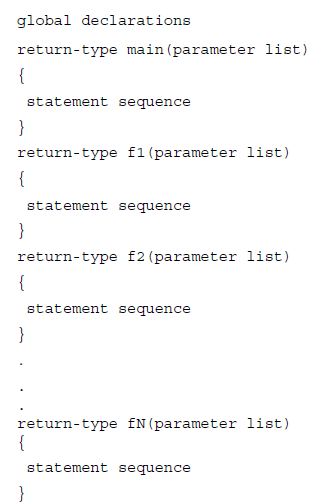 global declarations
return-type main(parameter list)
{
statement sequence
}
return-type f1(parameter list)
{
statement sequence
}
return-type f2(parameter list)
{
statement sequence
}
.
.
.
return-type fN(parameter list)
{
statement sequence
}